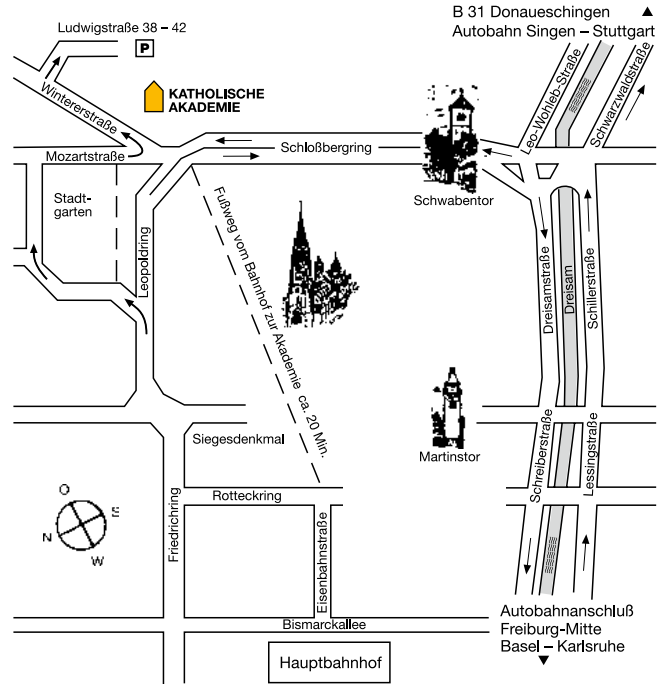 B 31 Donaueschingen ▲
Autobahn Singen – Stuttgart
Ludwigstraße 38 – 42
P
KATHOLISCHE
AKADEMIE
Wintererstraße
Leo-Wohleb-Straße
Schwarzwaldstraße
Mozartstraße
Schloßbergring
Schwabentor
Stadt-
garten
Leopoldring
Fußweg vom Bahnhof zur Akademie ca. 20 Min.
Dreisamstraße
Dreisam
Schillerstraße
Siegesdenkmal
Martinstor
Schreiberstraße
Lessingstraße
Rotteckring
O
S
N
W
Friedrichring
Eisenbahnstraße
Bismarckallee
Hauptbahnhof
Autobahnanschluß
Freiburg-Mitte
Basel – Karlsruhe
▼